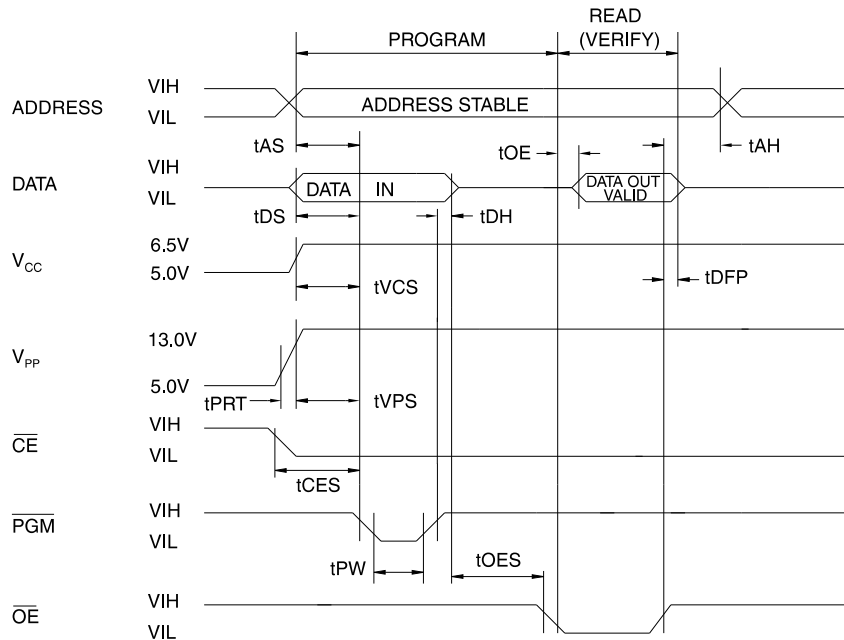 READ
PROGRAM (VERIFY)
ADDRESS VIH
VIL
ADDRESS STABLE
tAS
tOE
tAH
DATA VIH
VIL
DATA IN
DATA OUT
VALID
tDS
tDH
VCC 6.5V
5.0V
tVCS
tDFP
VPP 13.0V
5.0V
tPRT
tVPS
CE VIH
VIL
tCES
PGM VIH
VIL
tPW
tOES
OE VIH
VIL